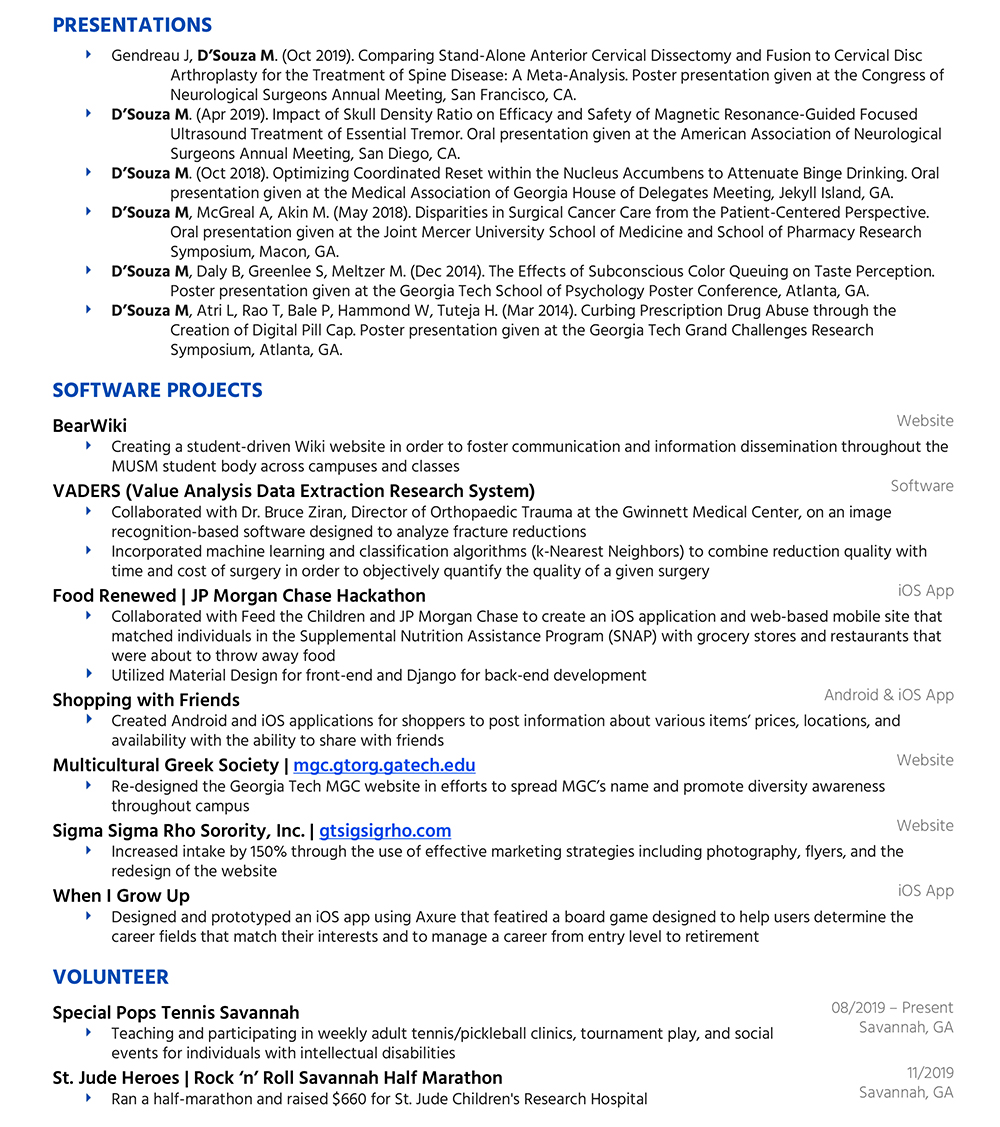 PRESENTATIONS
Gendreau J, D’Souza M. (Oct 2019). Comparing Stand-Alone Anterior Cervical Dissectomy and Fusion to Cervical Disc
Arthroplasty for the Treatment of Spine Disease: A Meta-Analysis. Poster presentation given at the Congress of
Neurological Surgeons Annual Meeting, San Francisco, CA.
D’Souza M. (Apr 2019). Impact of Skull Density Ratio on Efficacy and Safety of Magnetic Resonance-Guided Focused
Ultrasound Treatment of Essential Tremor. Oral presentation given at the American Association of Neurological
Surgeons Annual Meeting, San Diego, CA.
D’Souza M. (Oct 2018). Optimizing Coordinated Reset within the Nucleus Accumbens to Attenuate Binge Drinking. Oral
presentation given at the Medical Association of Georgia House of Delegates Meeting, Jekyll Island, GA.
D’Souza M, McGreal A, Akin M. (May 2018). Disparities in Surgical Cancer Care from the Patient-Centered Perspective.
Oral presentation given at the Joint Mercer University School of Medicine and School of Pharmacy Research
Symposium, Macon, GA.
D’Souza M, Daly B, Greenlee S, Meltzer M. (Dec 2014). The Effects of Subconscious Color Queuing on Taste Perception.
Poster presentation given at the Georgia Tech School of Psychology Poster Conference, Atlanta, GA.
D’Souza M, Atri L, Rao T, Bale P, Hammond W, Tuteja H. (Mar 2014). Curbing Prescription Drug Abuse through the
Creation of Digital Pill Cap. Poster presentation given at the Georgia Tech Grand Challenges Research
Symposium, Atlanta, GA.
SOFTWARE PROJECTS
BearWiki Website
Creating a student-driven Wiki website in order to foster communication and information dissemination throughout the
MUSM student body across campuses and classes
VADERS (Value Analysis Data Extraction Research System) Software
Collaborated with Dr. Bruce Ziran, Director of Orthopaedic Trauma at the Gwinnett Medical Center, on an image
recognition-based software designed to analyze fracture reductions
Incorporated machine learning and classification algorithms (k-Nearest Neighbors) to combine reduction quality with
time and cost of surgery in order to objectively quantify the quality of a given surgery
Food Renewed | JP Morgan Chase Hackathon iOS App
Collaborated with Feed the Children and JP Morgan Chase to create an iOS application and web-based mobile site that
matched individuals in the Supplemental Nutrition Assistance Program (SNAP) with grocery stores and restaurants that
were about to throw away food
Utilized Material Design for front-end and Django for back-end development
Shopping with Friends Android & iOS App
Created Android and iOS applications for shoppers to post information about various items’ prices, locations, and
availability with the ability to share with friends
Multicultural Greek Society | mgc.gtorg.gatech.edu Website
Re-designed the Georgia Tech MGC website in efforts to spread MGC’s name and promote diversity awareness
throughout campus
Sigma Sigma Rho Sorority, Inc. | gtsigsigrho.com Website
Increased intake by 150% through the use of effective marketing strategies including photography, flyers, and the
redesign of the website
When I Grow Up iOS App
Designed and prototyped an iOS app using Axure that featired a board game designed to help users determine the
career fields that match their interests and to manage a career from entry level to retirement
VOLUNTEER
Special Pops Tennis Savannah 08/2019 – Present
Savannah, GA
Teaching and participating in weekly adult tennis/pickleball clinics, tournament play, and social
events for individuals with intellectual disabilities
St. Jude Heroes | Rock ‘n’ Roll Savannah Half Marathon 11/2019
Savannah, GA
Ran a half-marathon and raised $660 for St. Jude Children's Research Hospital